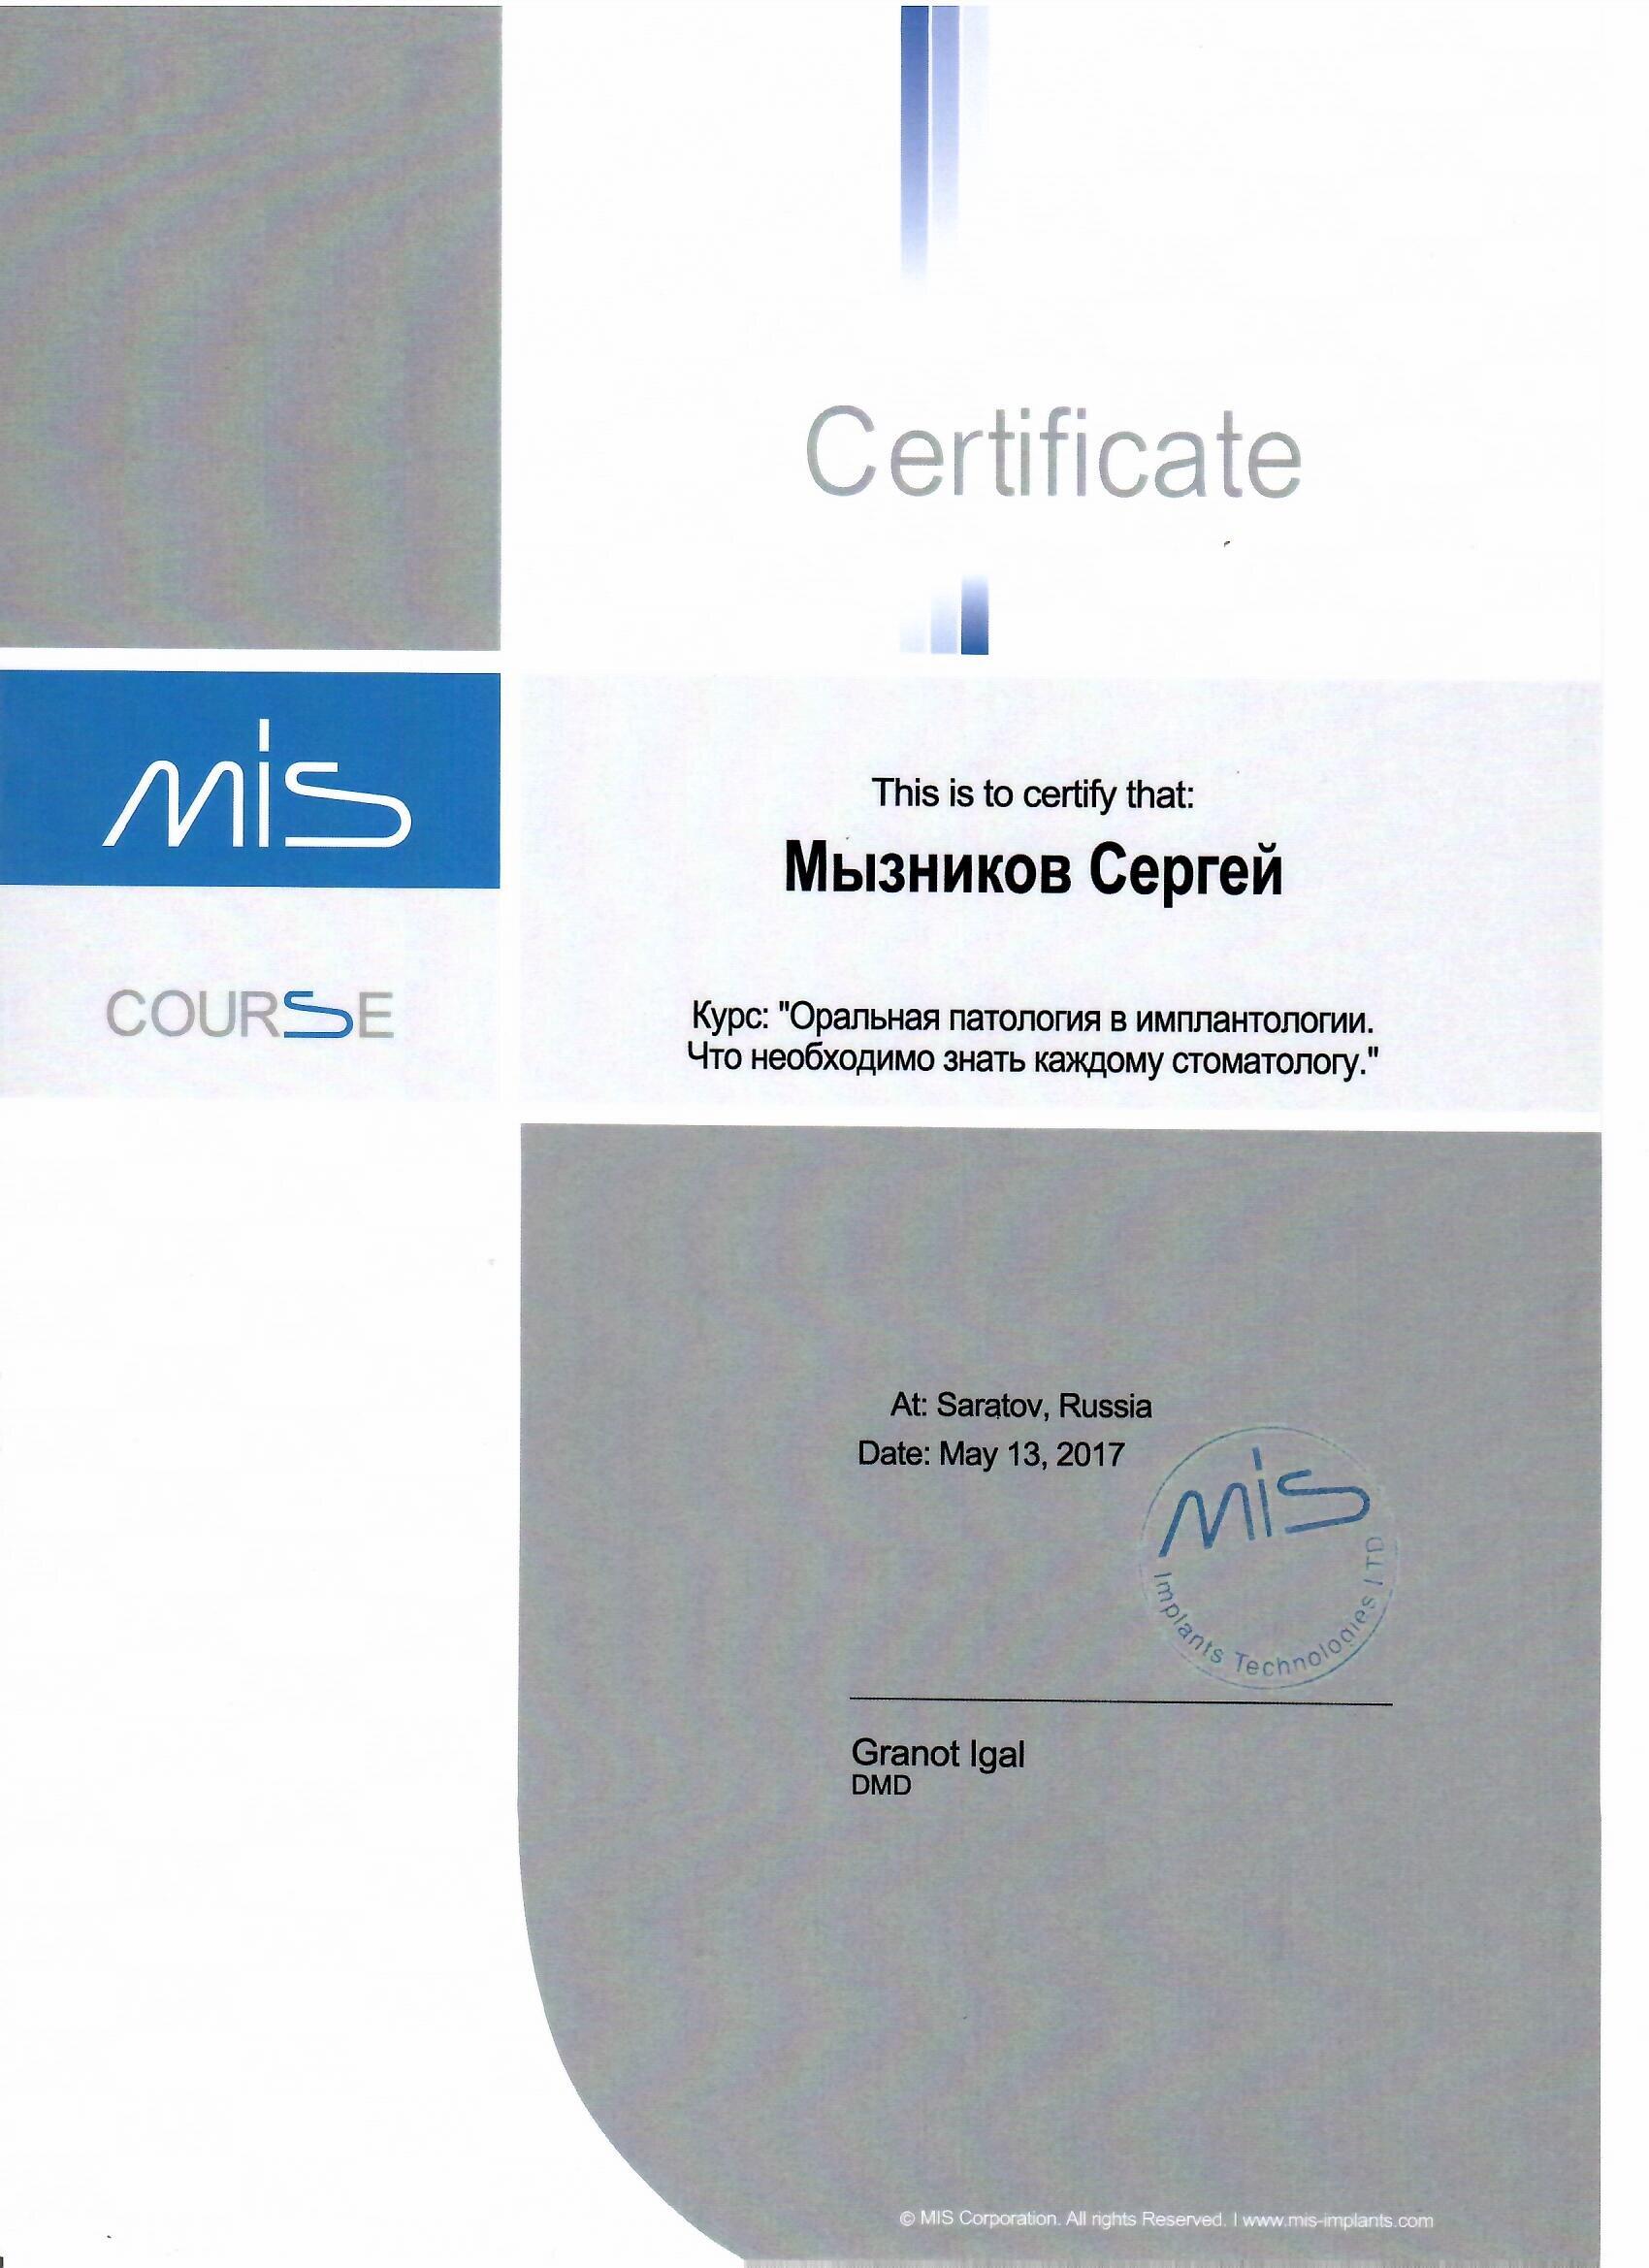 Certificate
mis
This is to certify that:
Мызников Сергей
COURSE
Курс: "Оральная патология в имплантологии.
Что необходимо знать каждому стоматологу."
At: Saratov, Russia
Date: May 13, 2017
mis
Implants Technologies LTD
Granot Igal
DMD
© MIS Corporation. All rights Reserved. | www.mis-implants.com